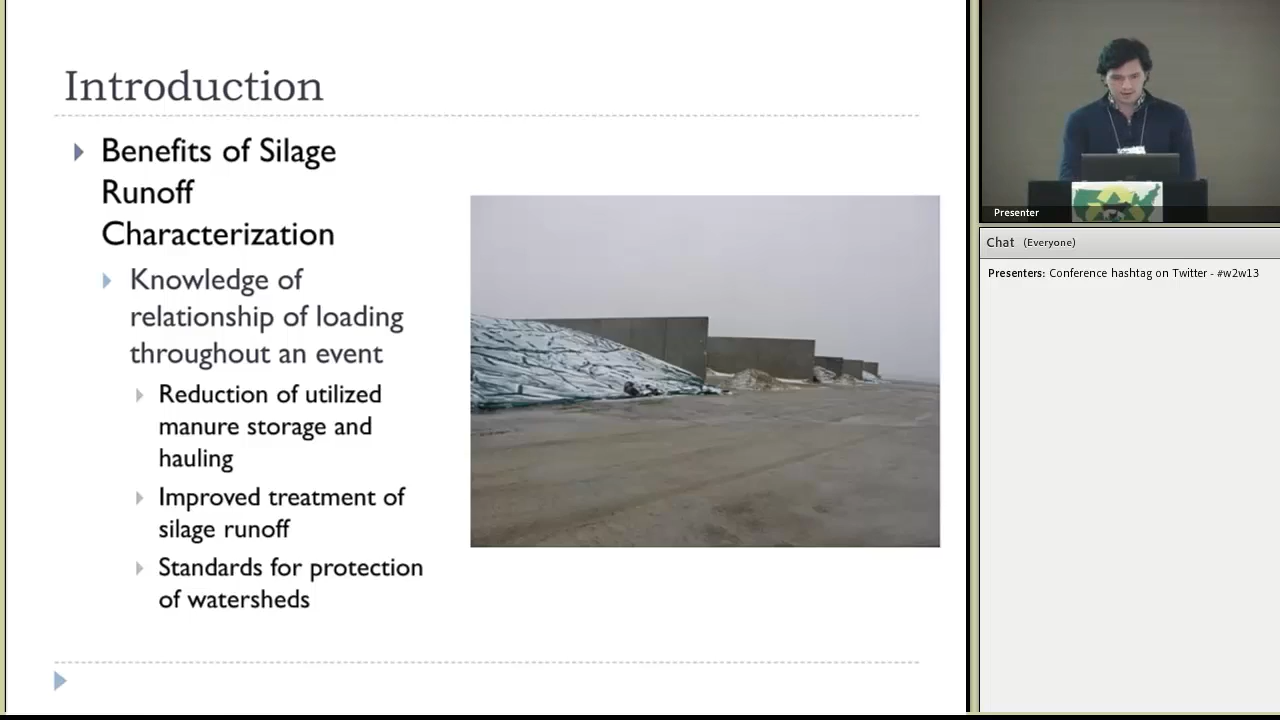 Introduction
Benefits of Silage
Runoff
Characterization
Knowledge of
relationship of loading
throughout an event
Reduction of utilized
manure storage and
hauling
Improved treatment of
silage runoff
Standards for protection
of watersheds
Presenter
Chat (Everyone)
Presenters: Conference hashtag on Twitter - #w2w13